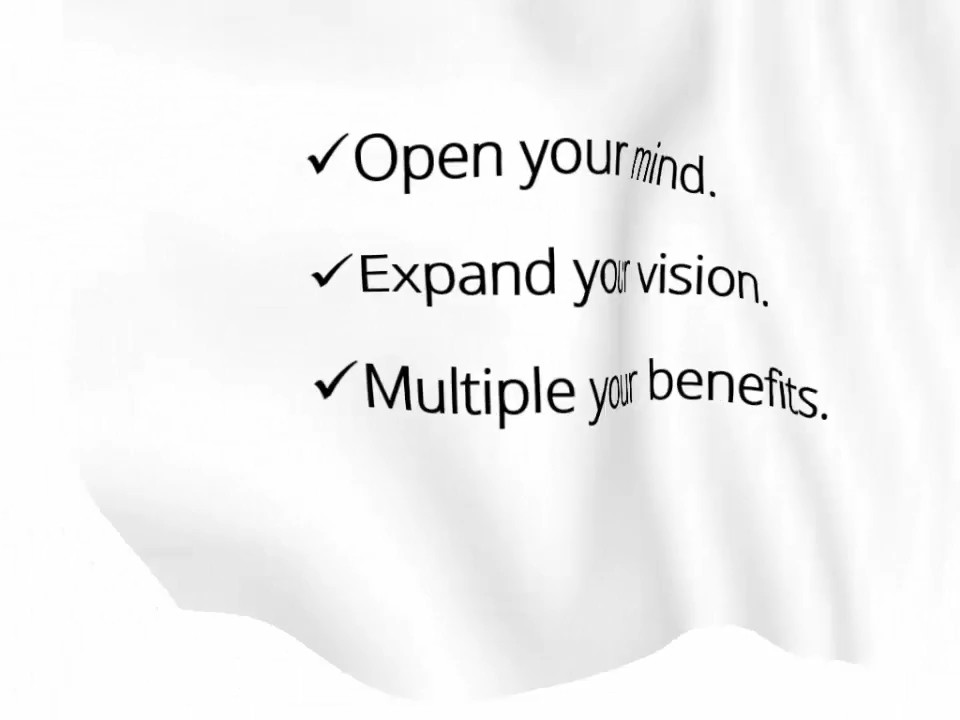 ✓Open your mind.
✓Expand your vision.
✓Multiple your benefits.